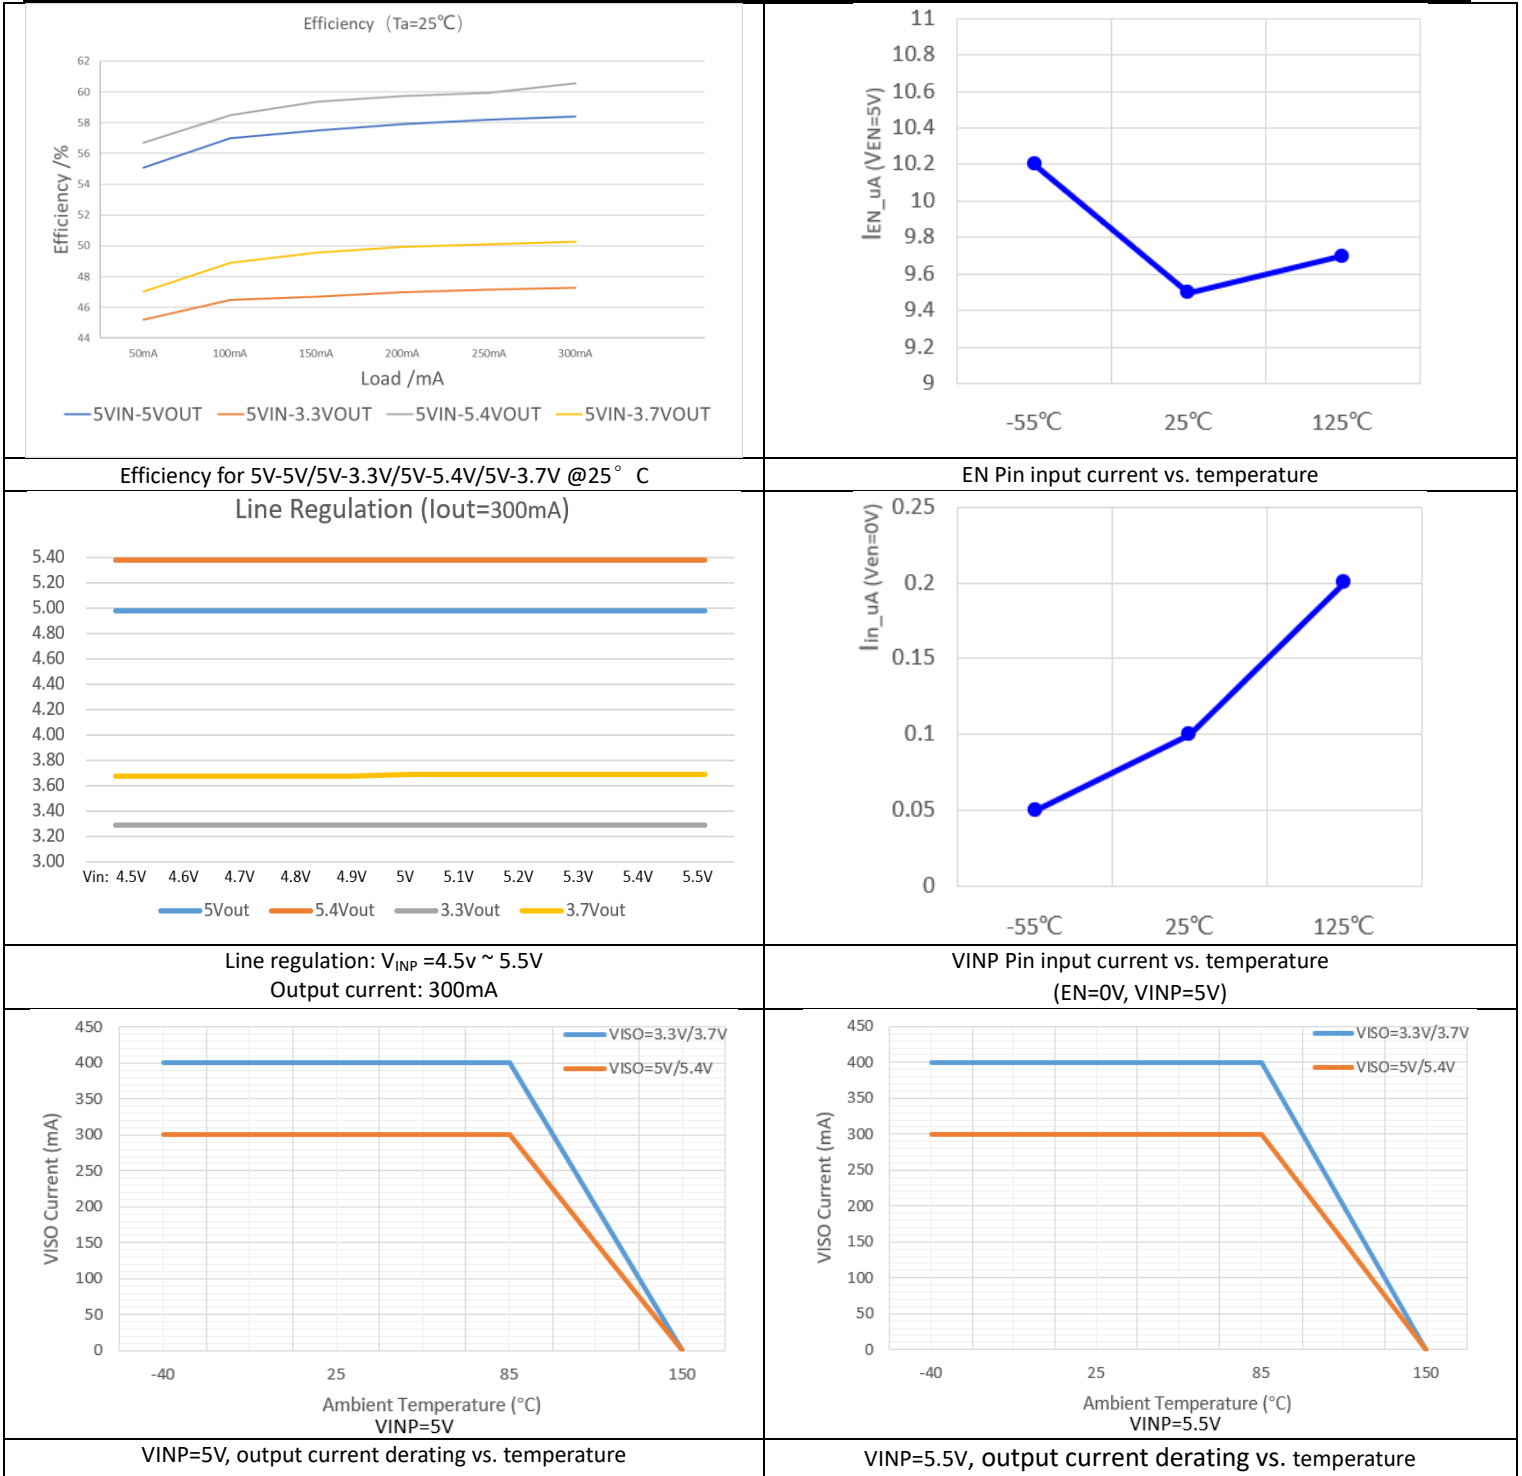 Efficiency（Ta=25℃）
62
60
58
56
54
52
50
48
46
44
Efficiency /%
50mA 100mA 150mA 200mA 250mA 300mA
Load /mA
5VIN-5VOUT 5VIN-3.3VOUT 5VIN-5.4VOUT 5VIN-3.7VOUT
Efficiency for 5V-5V/5V-3.3V/5V-5.4V/5V-3.7V @25° C
11
10.8
10.6
10.4
10.2
10
9.8
9.6
9.4
9.2
9
IEN_uA (VEN=5V)
-55℃ 25℃ 125℃
EN Pin input current vs. temperature
Line Regulation (Iout=300mA)
5.40
5.20
5.00
4.80
4.60
4.40
4.20
4.00
3.80
3.60
3.40
3.20
3.00
Vin: 4.5V 4.6V 4.7V 4.8V 4.9V 5V 5.1V 5.2V 5.3V 5.4V 5.5V
5Vout 5.4Vout 3.3Vout 3.7Vout
Line regulation: VINP =4.5v ~ 5.5V
Output current: 300mA
0.25
0.2
0.15
0.1
0.05
0
Iin_uA (Ven=0V)
-55℃ 25℃ 125℃
VINP Pin input current vs. temperature
(EN=0V, VINP=5V)
450
400
350
300
250
200
150
100
50
0
VISO Current (mA)
VISO=3.3V/3.7V
VISO=5V/5.4V
-40 25 85 150
Ambient Temperature (°C)
VINP=5V
VINP=5V, output current derating vs. temperature
450
400
350
300
250
200
150
100
50
0
VISO Current (mA)
VISO=3.3V/3.7V
VISO=5V/5.4V
-40 25 85 150
Ambient Temperature (°C)
VINP=5.5V
VINP=5.5V, output current derating vs. temperature